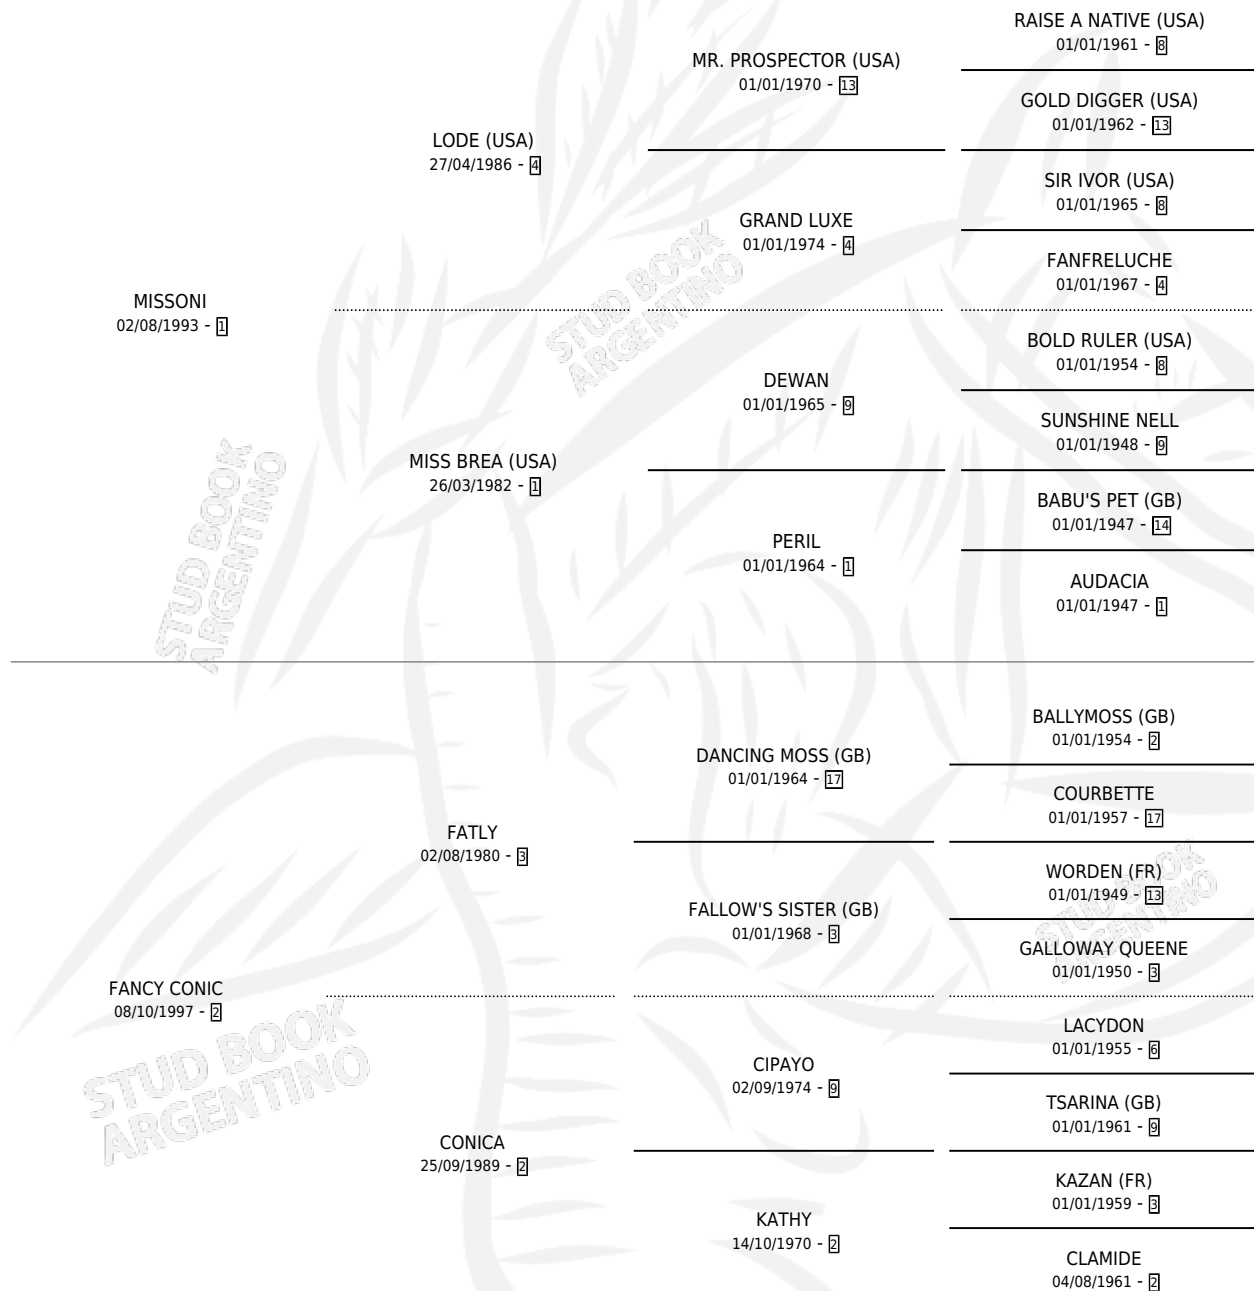 RAISE A NATIVE (USA)
01/01/1961 - 8
MR. PROSPECTOR (USA)
01/01/1970 - 13
GOLD DIGGER (USA)
01/01/1962 - 13
LODE (USA)
27/04/1986 - 4
SIR IVOR (USA)
01/01/1965 - 8
GRAND LUXE
01/01/1974 - 4
FANFRELUCHE
01/01/1967 - 4
MISSONI
02/08/1993 - 1
BOLD RULER (USA)
01/01/1954 - 8
DEWAN
01/01/1965 - 9
SUNSHINE NELL
01/01/1948 - 9
MISS BREA (USA)
26/03/1982 - 1
BABU'S PET (GB)
01/01/1947 - 14
PERIL
01/01/1964 - 1
AUDACIA
01/01/1947 - 1
BALLYMOSS (GB)
01/01/1954 - 2
DANCING MOSS (GB)
01/01/1964 - 17
COURBETTE
01/01/1957 - 17
FATLY
02/08/1980 - 3
WORDEN (FR)
01/01/1949 - 13
FALLOW'S SISTER (GB)
01/01/1968 - 3
GALLOWAY QUEENE
01/01/1950 - 3
FANCY CONIC
08/10/1997 - 2
LACYDON
01/01/1955 - 6
CIPAYO
02/09/1974 - 9
TSARINA (GB)
01/01/1961 - 9
CONICA
25/09/1989 - 2
KAZAN (FR)
01/01/1959 - 3
KATHY
14/10/1970 - 2
CLAMIDE
04/08/1961 - 2
STUD BOOK
ARGENTINO
STUD BOOK
ARGENTINO
STUD BOOK
ARGENTINO
STUD BOOK
ARGENTINO